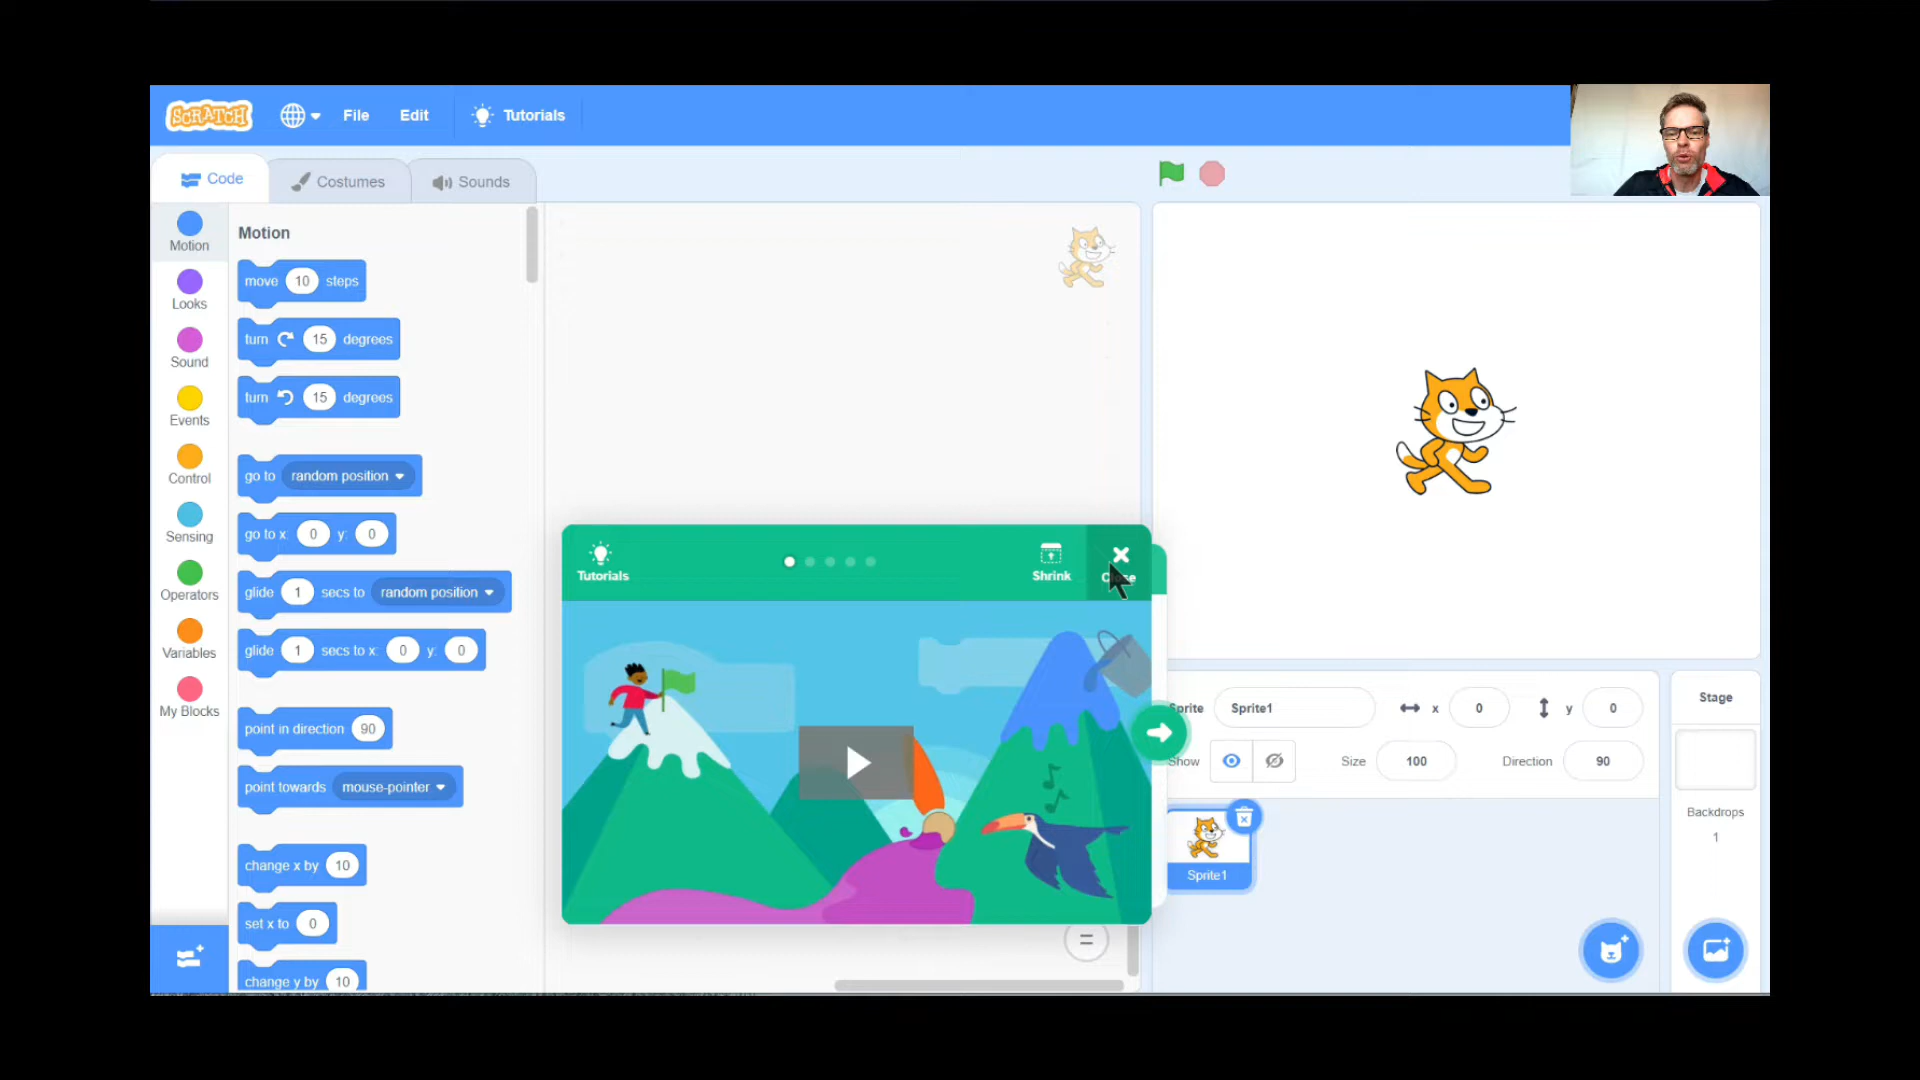 SCRATCH File Edit Tutorials
Code Costumes Sounds
Motion
Looks
Sound
Events
Control
Sensing
Operators
Variables
My Blocks
Motion
move 10 steps
turn 15 degrees
turn 15 degrees
go to random position
go to x: 0 y: 0
glide 1 secs to random position
glide 1 secs to x: 0 y: 0
point in direction 90
point towards mouse-pointer
change x by 10
set x to 0
change y by 10
Tutorials
Shrink
Sprite1 x 0 y 0
Size 100 Direction 90
Sprite1
Stage
Backdrops
1